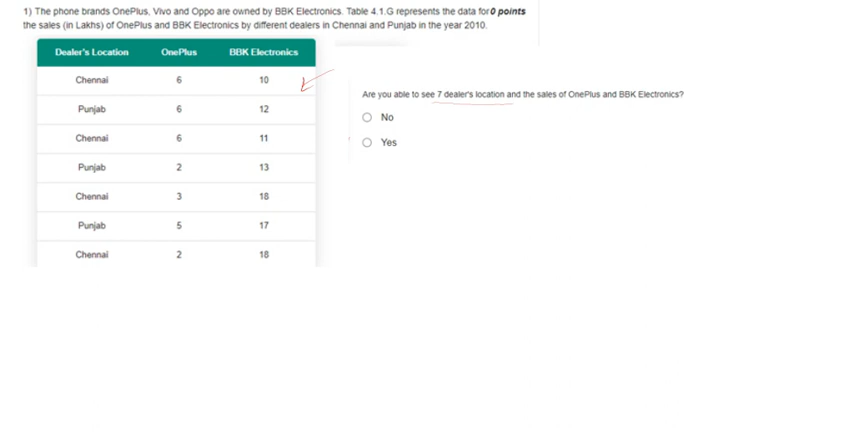 1) The phone brands OnePlus, Vivo and Oppo are owned by BBK Electronics. Table 4.1.G represents the data for 0 points
the sales (in Lakhs) of OnePlus and BBK Electronics by different dealers in Chennai and Punjab in the year 2010.
Dealer's Location OnePlus BBK Electronics
Chennai 6 10
Punjab 6 12
Chennai 6 11
Punjab 2 13
Chennai 3 18
Punjab 5 17
Chennai 2 18
Are you able to see 7 dealer's location and the sales of OnePlus and BBK Electronics?
No
Yes